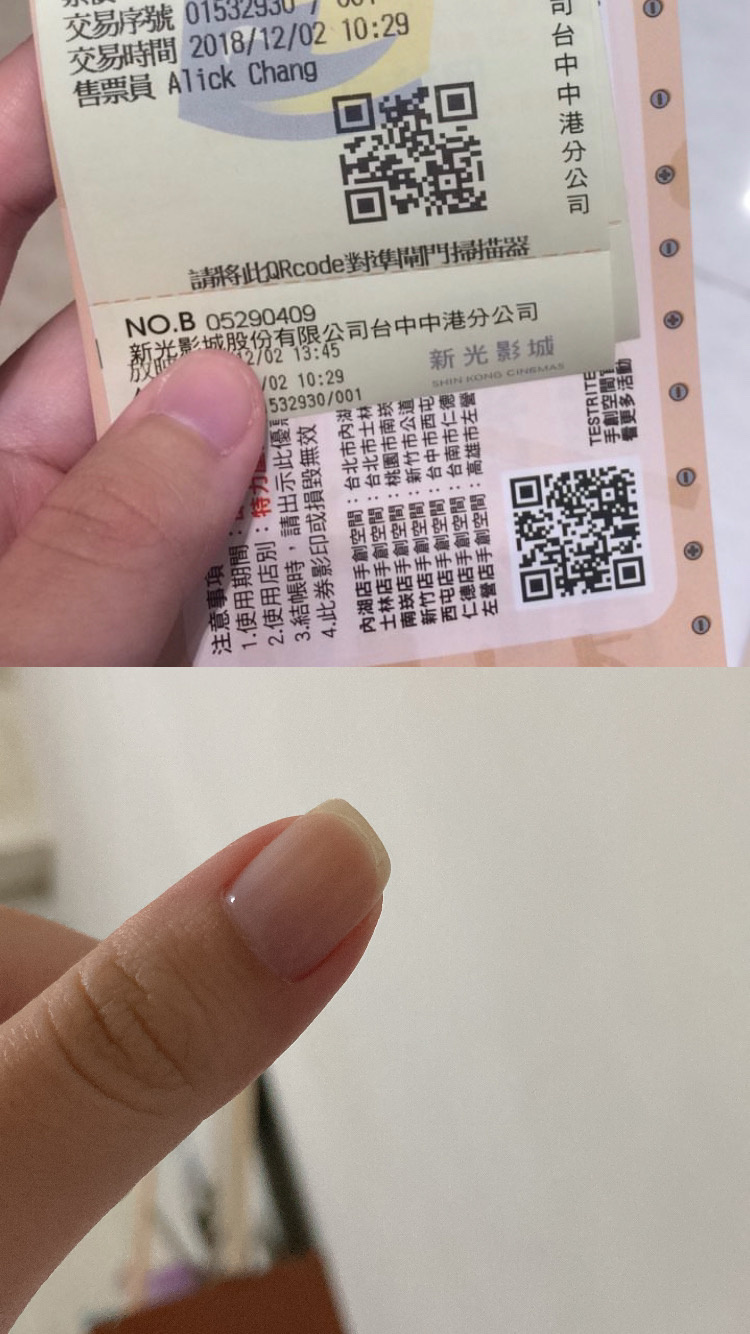 交易序號 01532930 / 001
交易時間 2018/12/02 10:29
售票員 Alick Chang
司台中中港分公司
請將此QRcode對準閘門掃描器
NO.B 05290409
新光影城股份有限公司台中中港分公司
12/02 13:45
/02 10:29
532930/001
新光影城
SHIN KONG CINEMAS
注意事項
1.使用期間：
2.使用店別：特力
3.結帳時，請出示此優
4.此券影印或損毀無效
內湖店手創空間：台北市內湖
士林店手創空間：台北市士林
南崁店手創空間：桃園市南崁
新竹店手創空間：新竹市公道
西屯店手創空間：台中市西屯
仁德店手創空間：台南市仁德
左營店手創空間：高雄市左營
TESTRITE
手創空間官
看更多活動